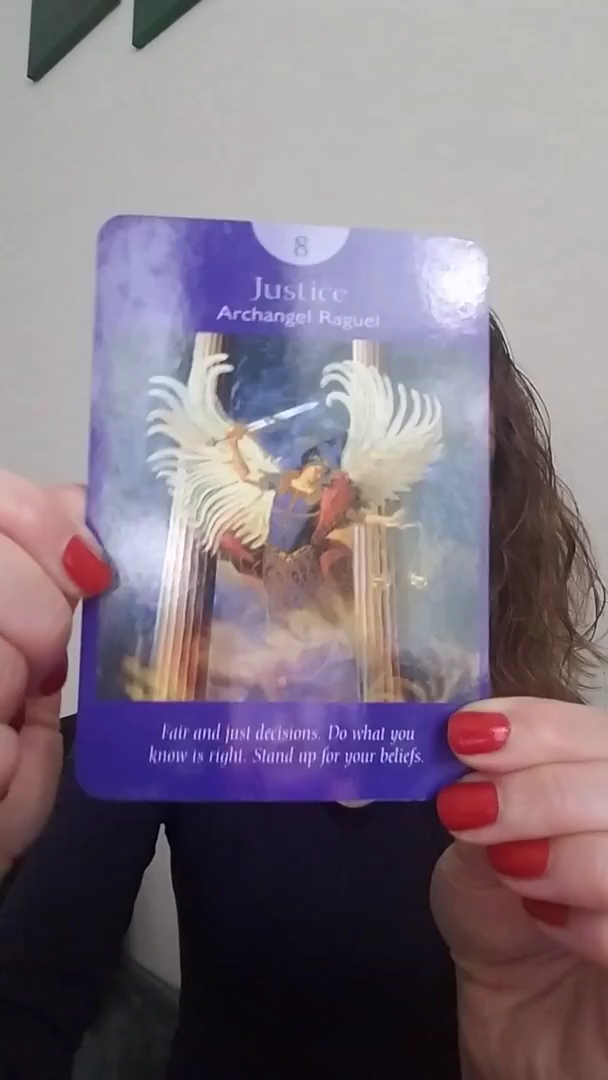 8
Justice
Archangel Raguel
Fair and just decisions. Do what you
know is right. Stand up for your beliefs.